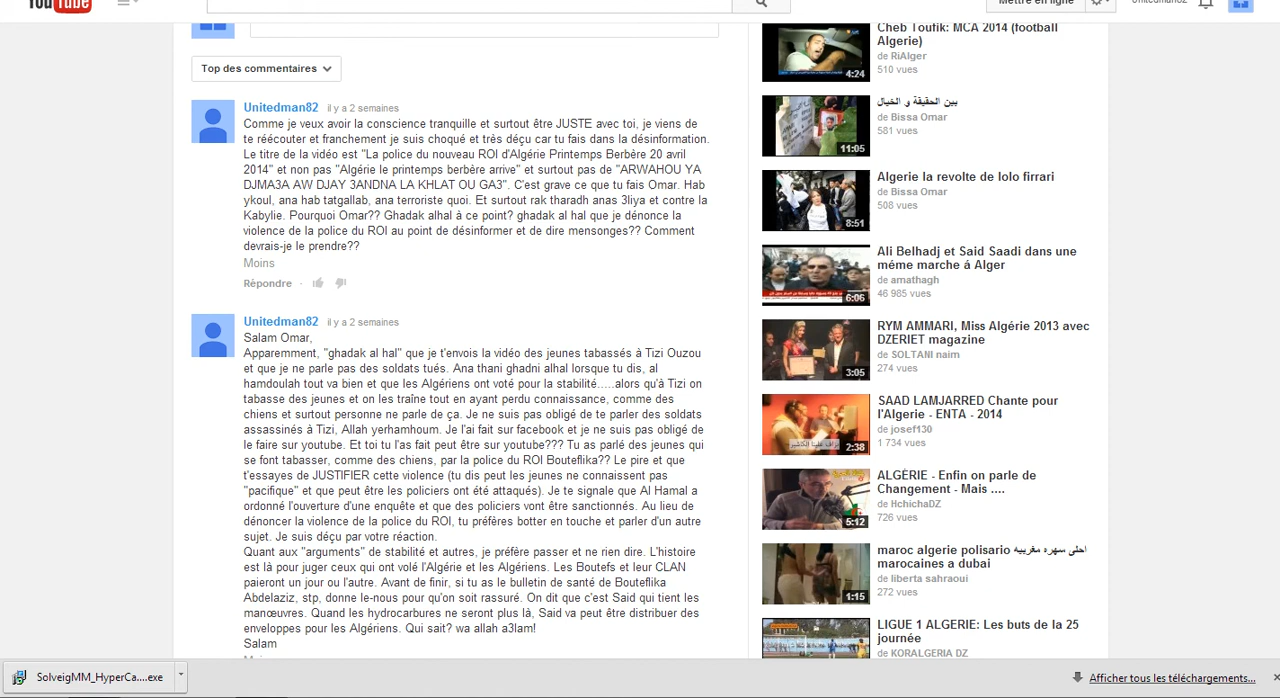 YouTube
Mettre en ligne
Unitedman82
Top des commentaires
Unitedman82 il y a 2 semaines
Comme je veux avoir la conscience tranquille et surtout être JUSTE avec toi, je viens de
te réécouter et franchement je suis choqué et très déçu car tu fais dans la désinformation.
Le titre de la vidéo est "La police du nouveau ROI d'Algérie Printemps Berbère 20 avril
2014" et non pas "Algérie le printemps berbère arrive" et surtout pas de "ARWAHOU YA
DJMA3A AW DJAY 3ANDNA LA KHLAT OU GA3". C'est grave ce que tu fais Omar. Hab
ykoul, ana hab tatgallab, ana terroriste quoi. Et surtout rak tharadh anas 3liya et contre la
Kabylie. Pourquoi Omar?? Ghadak alhal à ce point? ghadak al hal que je dénonce la
violence de la police du ROI au point de désinformer et de dire mensonges?? Comment
devrais-je le prendre??
Moins
Répondre ·
Unitedman82 il y a 2 semaines
Salam Omar,
Apparemment, "ghadak al hal" que je t'envois la vidéo des jeunes tabassés à Tizi Ouzou
et que je ne parle pas des soldats tués. Ana thani ghadni alhal lorsque tu dis, al
hamdoulah tout va bien et que les Algériens ont voté pour la stabilité.....alors qu'à Tizi on
tabasse des jeunes et on les traîne tout en ayant perdu connaissance, comme des
chiens et surtout personne ne parle de ça. Je ne suis pas obligé de te parler des soldats
assassinés à Tizi, Allah yerhamhoum. Je l'ai fait sur facebook et je ne suis pas obligé de
le faire sur youtube. Et toi tu l'as fait peut être sur youtube??? Tu as parlé des jeunes qui
se font tabasser, comme des chiens, par la police du ROI Bouteflika?? Le pire et que
t'essayes de JUSTIFIER cette violence (tu dis peut les jeunes ne connaissent pas
"pacifique" et que peut être les policiers ont été attaqués). Je te signale que Al Hamal a
ordonné l'ouverture d'une enquête et que des policiers vont être sanctionnés. Au lieu de
dénoncer la violence de la police du ROI, tu préfères botter en touche et parler d'un autre
sujet. Je suis déçu par votre réaction.
Quant aux "arguments" de stabilité et autres, je préfère passer et ne rien dire. L'histoire
est là pour juger ceux qui ont volé l'Algérie et les Algériens. Les Boutefs et leur CLAN
paieront un jour ou l'autre. Avant de finir, si tu as le bulletin de santé de Bouteflika
Abdelaziz, stp, donne le-nous pour qu'on soit rassuré. On dit que c'est Said qui tient les
manœuvres. Quand les hydrocarbures ne seront plus là, Said va peut être distribuer des
enveloppes pour les Algériens. Qui sait? wa allah a3lam!
Salam
Cheb Toufik: MCA 2014 (football
Algerie)
de RiAlger
510 vues
4:24
بين الحقيقة و الخيال
de Bissa Omar
581 vues
11:05
Algerie la revolte de lolo firrari
de Bissa Omar
508 vues
8:51
Ali Belhadj et Said Saadi dans une
méme marche á Alger
de amathagh
46 985 vues
6:06
RYM AMMARI, Miss Algérie 2013 avec
DZERIET magazine
de SOLTANI naim
274 vues
3:05
SAAD LAMJARRED Chante pour
l'Algerie - ENTA - 2014
de josef130
1 734 vues
2:38
ALGÉRIE - Enfin on parle de
Changement - Mais ....
de HchichaDZ
726 vues
5:12
maroc algerie polisario احلى سهره مغربيه
marocaines a dubai
de liberta sahraoui
272 vues
1:15
LIGUE 1 ALGERIE: Les buts de la 25
journée
de KORALGERIA DZ
SolveigMM_HyperCa....exe
Afficher tous les téléchargements...